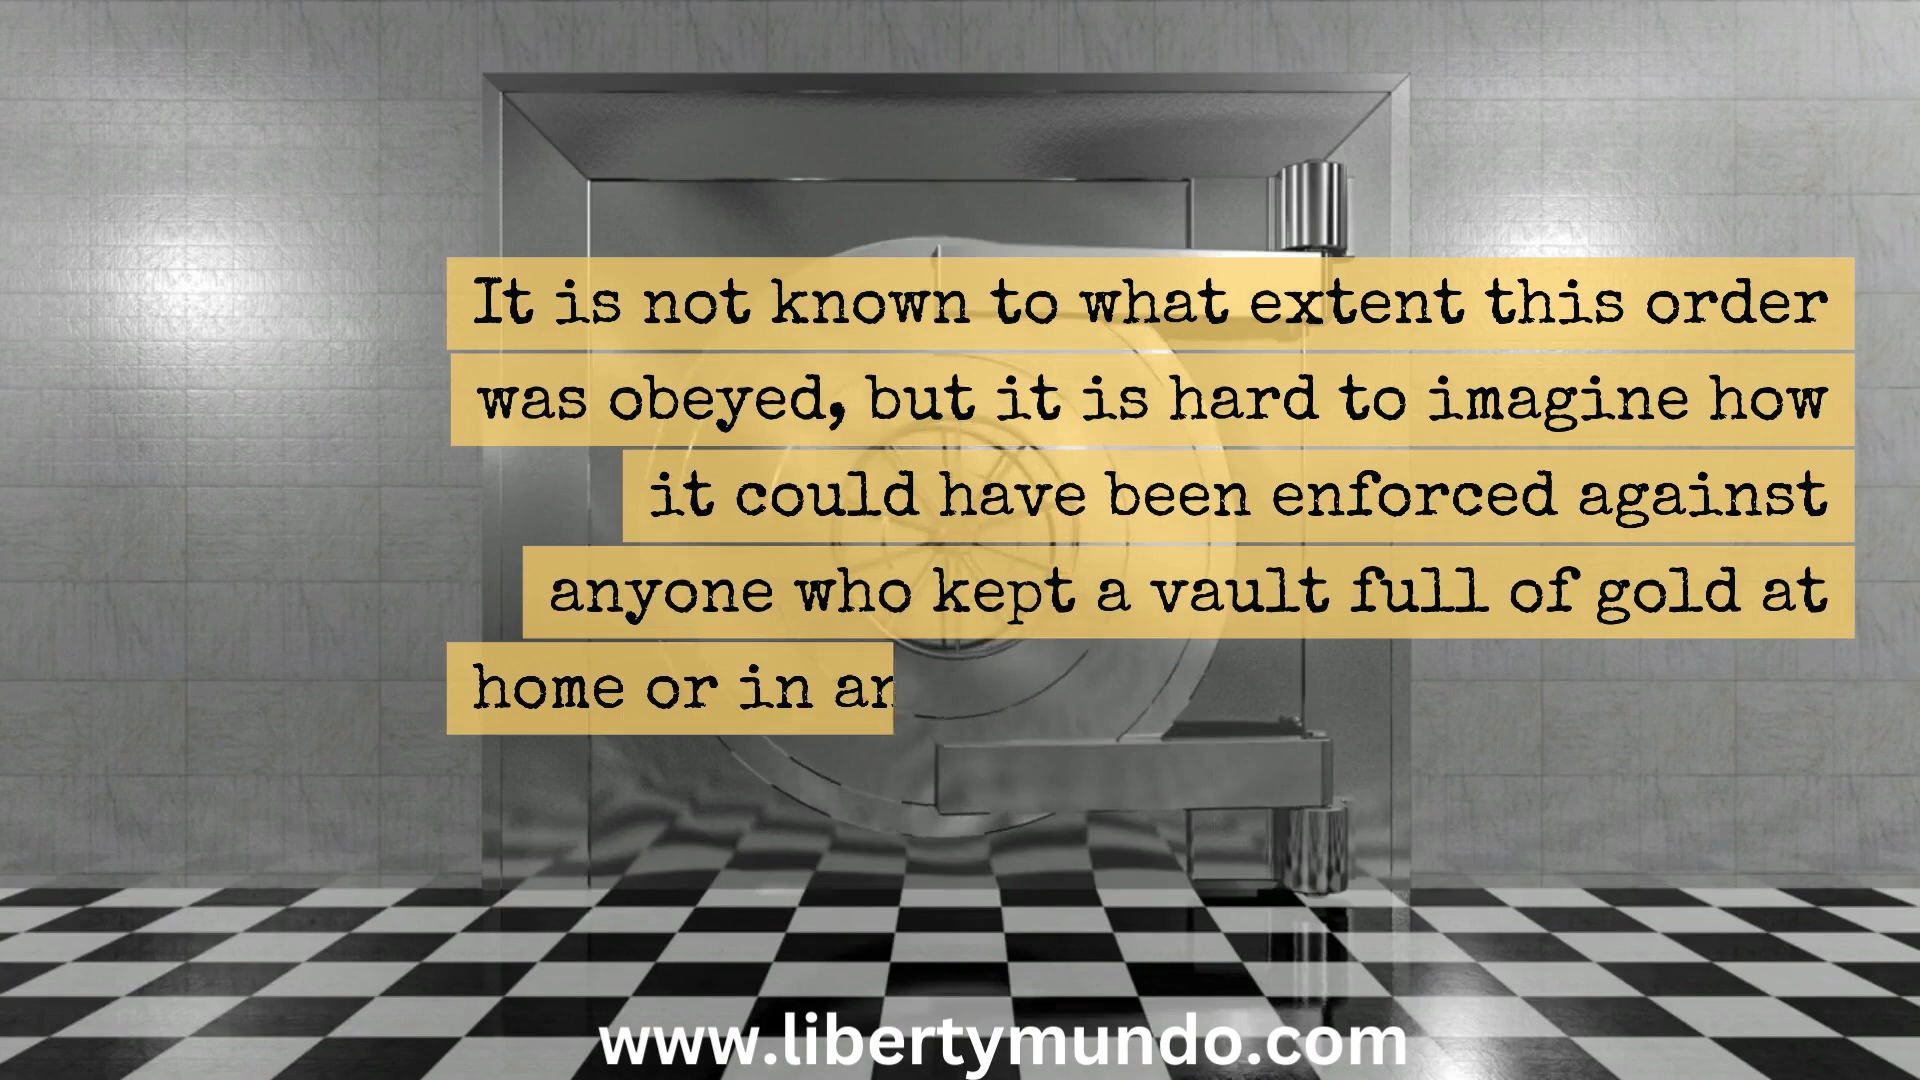 It is not known to what extent this order
was obeyed, but it is hard to imagine how
it could have been enforced against
anyone who kept a vault full of gold at
home or in an
www.libertymundo.com